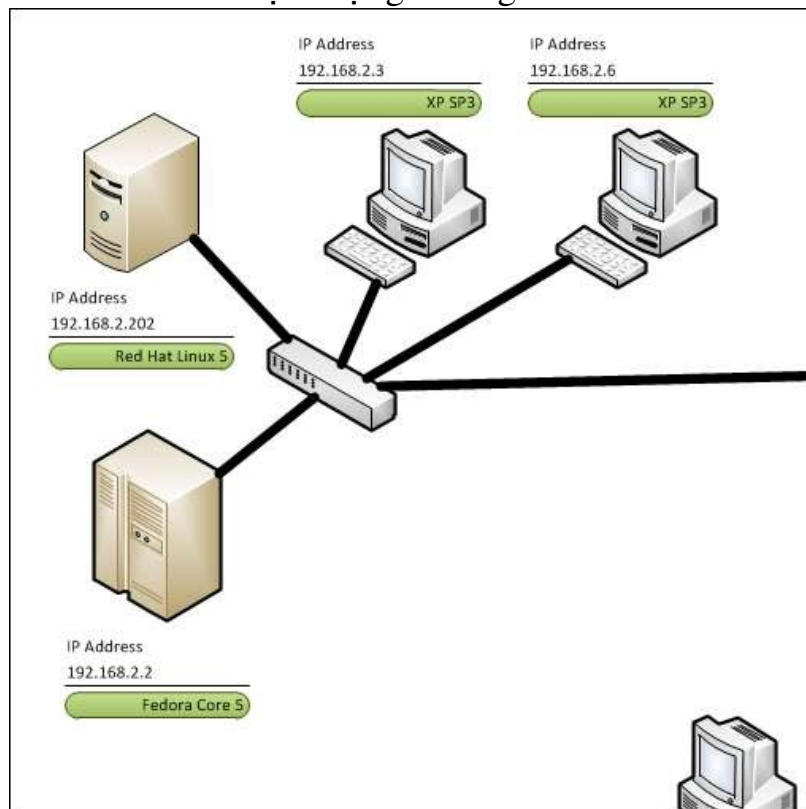 IP Address
192.168.2.3
XP SP3
IP Address
192.168.2.6
XP SP3
IP Address
192.168.2.202
Red Hat Linux 5
IP Address
192.168.2.2
Fedora Core 5